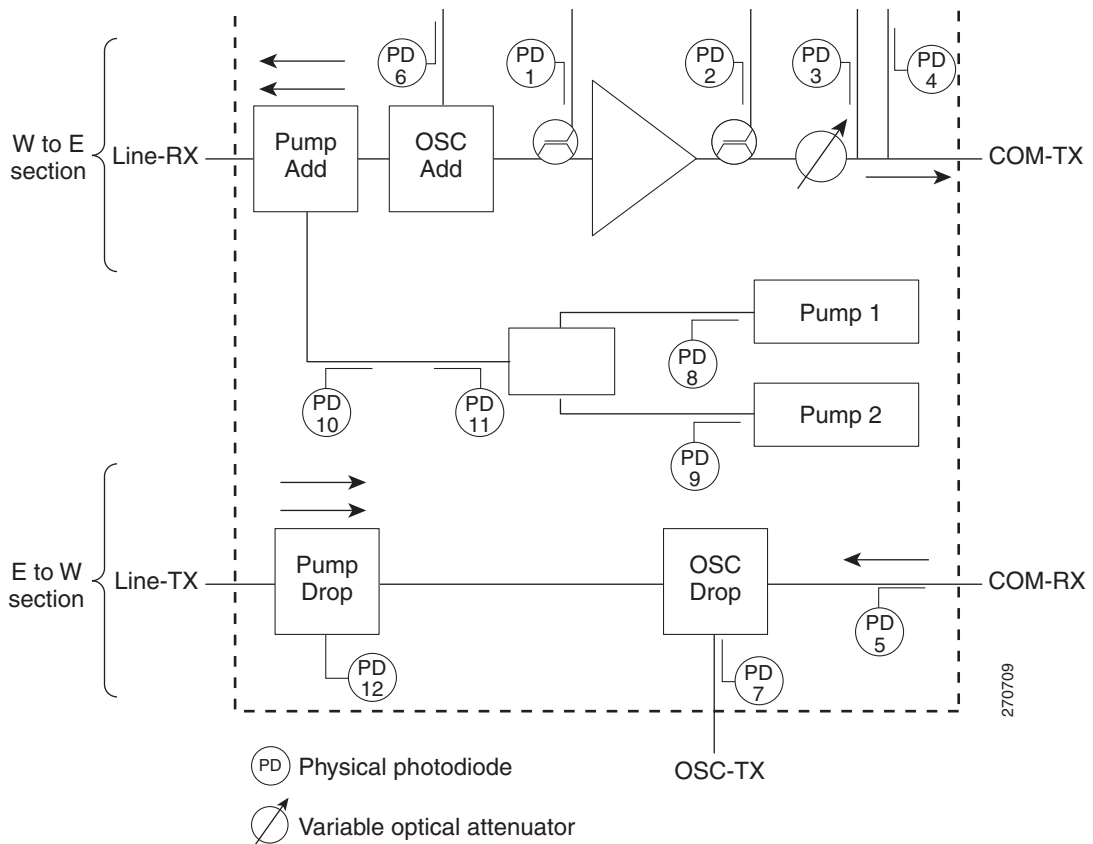 PD
6
PD
1
PD
2
PD
3
PD
4
W to E
section
Line-RX
Pump
Add
OSC
Add
COM-TX
Pump 1
PD
8
PD
10
PD
11
Pump 2
PD
9
E to W
section
Line-TX
Pump
Drop
OSC
Drop
COM-RX
PD
5
PD
12
PD
7
270709
OSC-TX
PD Physical photodiode
Variable optical attenuator